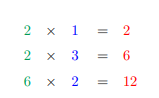 2 × 1 = 2
2 × 3 = 6
6 × 2 = 12